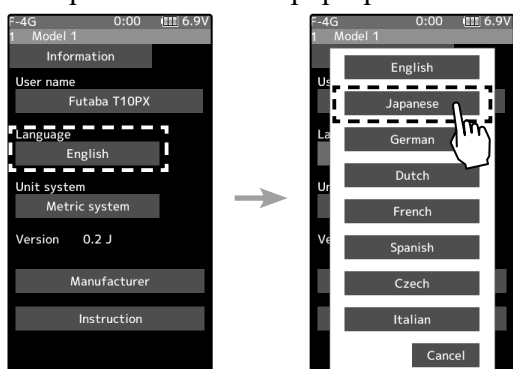 F-4G 0:00 6.9V
1 Model 1
Information
User name
Futaba T10PX
Language
English
Unit system
Metric system
Version 0.2 J
Manufacturer
Instruction
F-4G 0:00 6.9V
1 Model 1
English
Japanese
German
Dutch
French
Spanish
Czech
Italian
Cancel